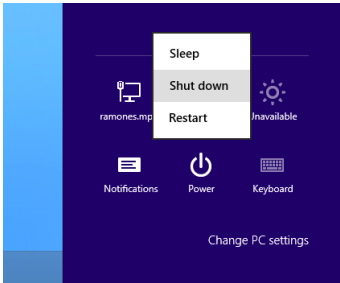 Sleep
Shut down
Restart
ramones.mp
Unavailable
Notifications
Power
Keyboard
Change PC settings